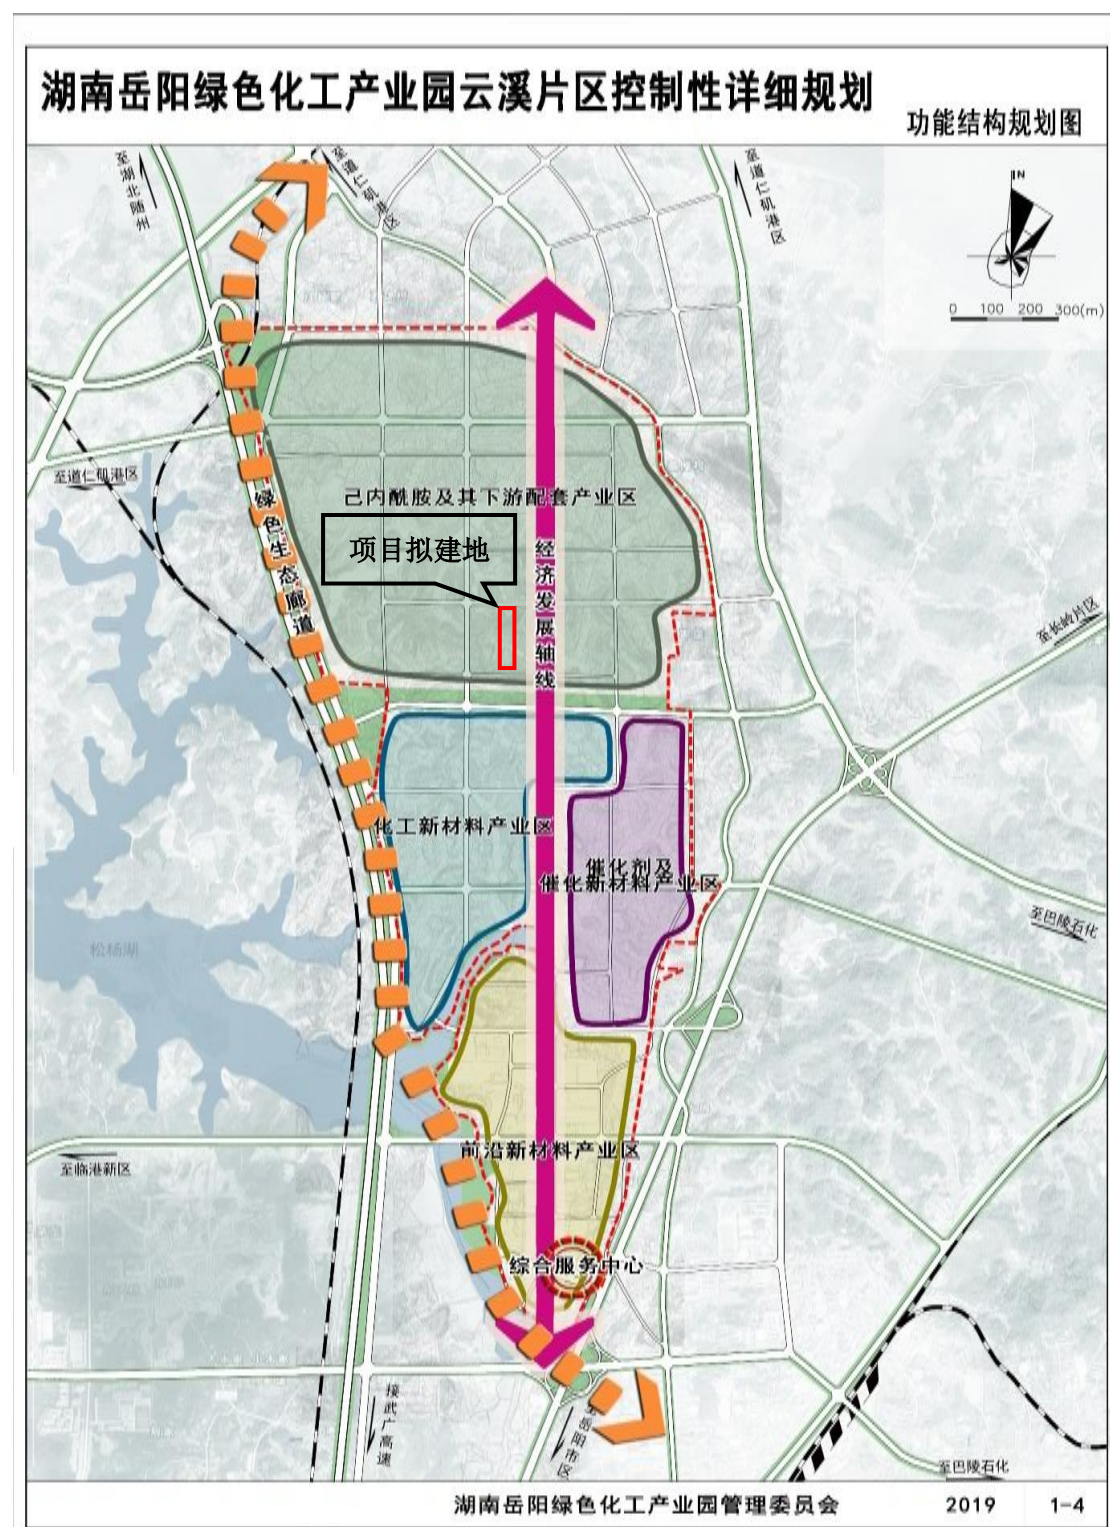 湖南岳阳绿色化工产业园云溪片区控制性详细规划
功能结构规划图
至湖北随州
至道仁矶港区
至道仁矶港区
N
0 100 200 300(m)
至道仁矶港区
己内酰胺及其下游配套产业区
绿色生态廊道
项目拟建地
经济发展轴线
至长岭片区
化工新材料产业区
催化剂及
催化新材料产业区
至巴陵石化
松杨湖
前沿新材料产业区
至临港新区
综合服务中心
接武广高速
至岳阳市区
至巴陵石化
湖南岳阳绿色化工产业园管理委员会
2019
1-4